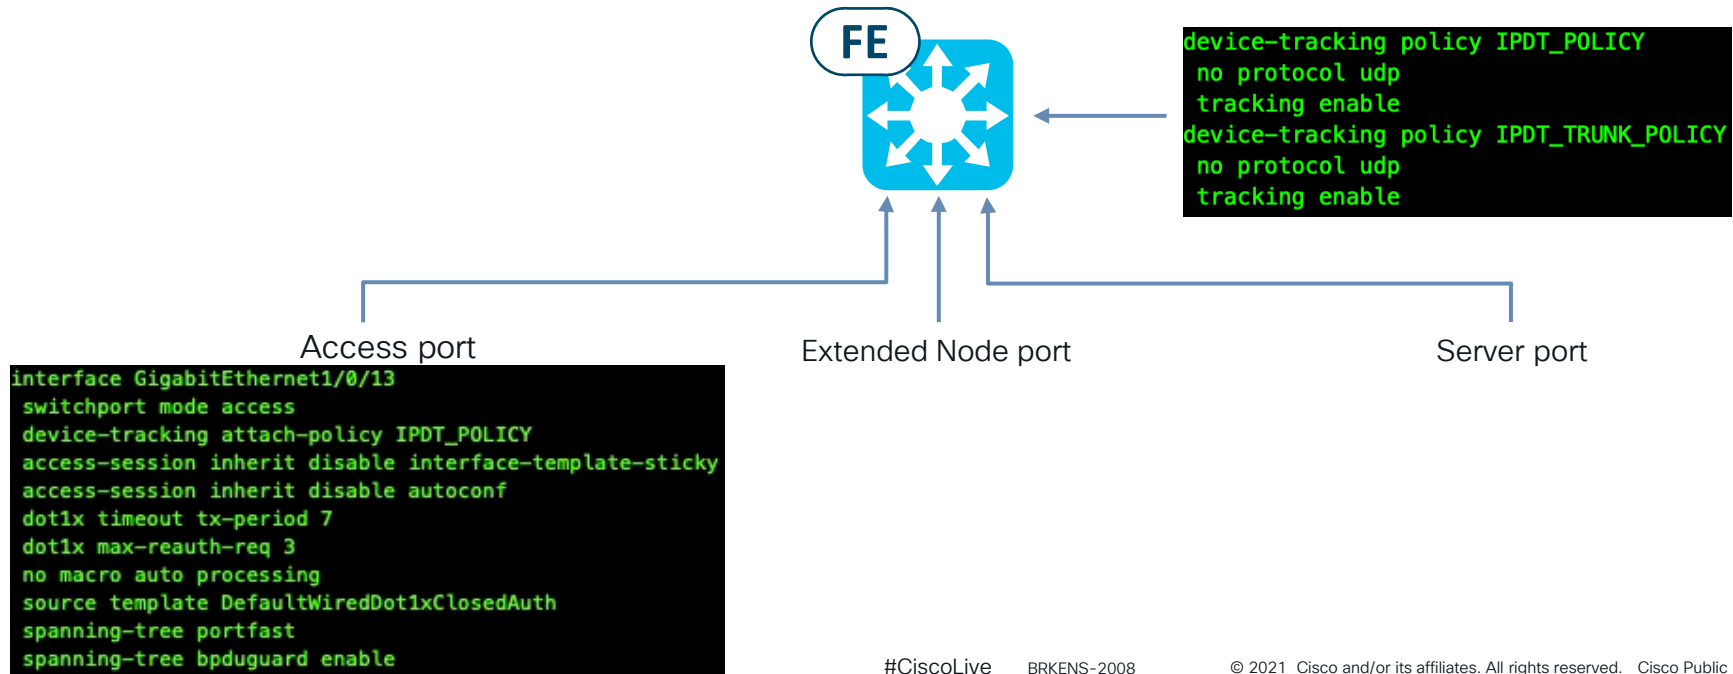 FE
device-tracking policy IPDT_POLICY
no protocol udp
tracking enable
device-tracking policy IPDT_TRUNK_POLICY
no protocol udp
tracking enable
Access port
Extended Node port
Server port
interface GigabitEthernet1/0/13
switchport mode access
device-tracking attach-policy IPDT_POLICY
access-session inherit disable interface-template-sticky
access-session inherit disable autoconf
dot1x timeout tx-period 7
dot1x max-reauth-req 3
no macro auto processing
source template DefaultWiredDot1xClosedAuth
spanning-tree portfast
spanning-tree bpduguard enable
#CiscoLive BRKENS-2008 © 2021 Cisco and/or its affiliates. All rights reserved. Cisco Public